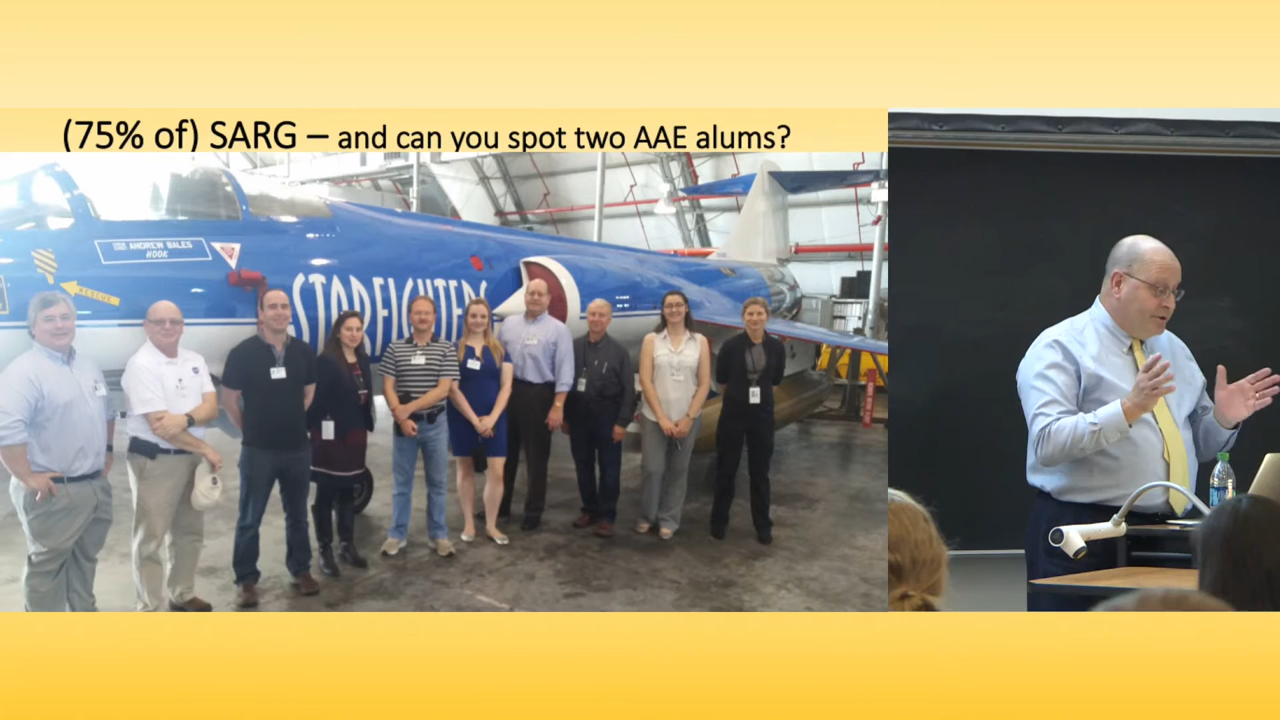 (75% of) SARG – and can you spot two AAE alums?
ANDREW BALES
HOOK
RESCUE
STARFIGHTERS